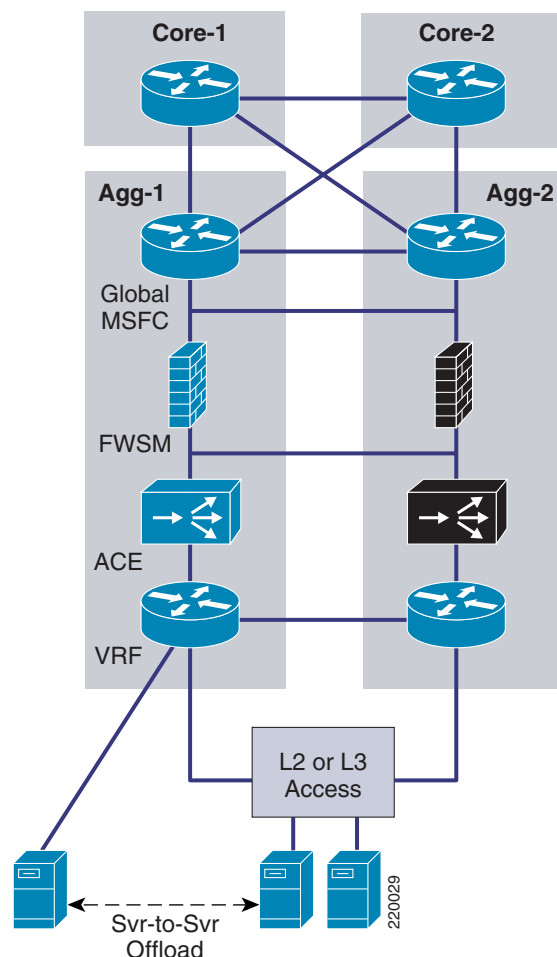 Core-1
Core-2
Agg-1
Agg-2
Global
MSFC
FWSM
ACE
VRF
L2 or L3
Access
Svr-to-Svr
Offload
220029